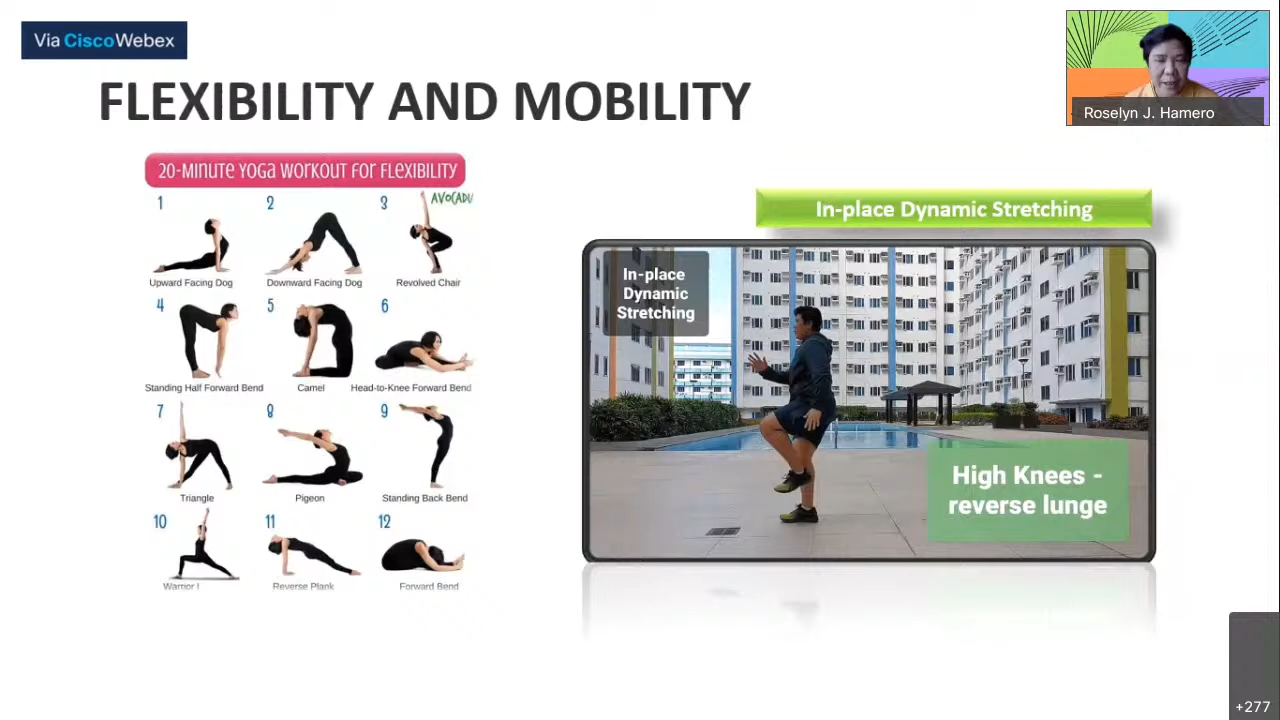 Via Cisco Webex
Roselyn J. Hamero
FLEXIBILITY AND MOBILITY
20-Minute Yoga Workout for Flexibility
AVOCADU
1
2
3
Upward Facing Dog
Downward Facing Dog
Revolved Chair
4
5
6
Standing Half Forward Bend
Camel
Head-to-Knee Forward Bend
7
8
9
Triangle
Pigeon
Standing Back Bend
10
11
12
Warrior I
Reverse Plank
Forward Bend
In-place Dynamic Stretching
In-place
Dynamic
Stretching
High Knees -
reverse lunge
+277